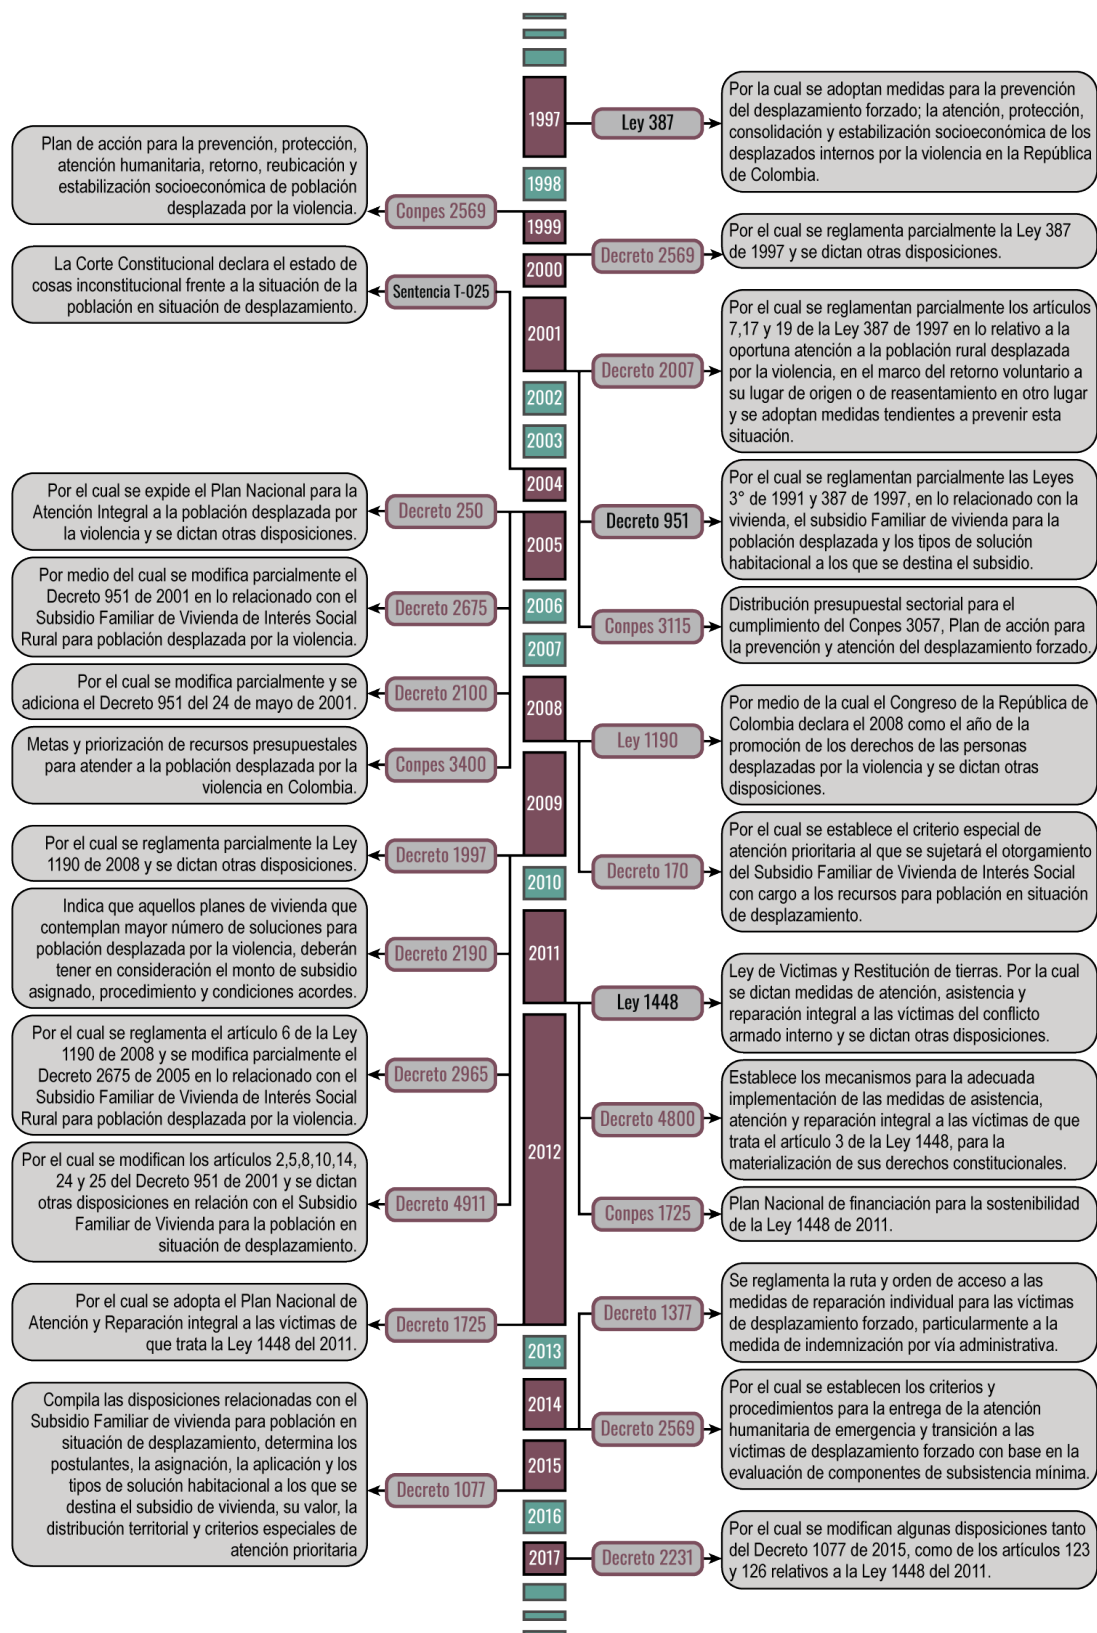 1997
Ley 387
Por la cual se adoptan medidas para la prevención
del desplazamiento forzado; la atención, protección,
consolidación y estabilización socioeconómica de los
desplazados internos por la violencia en la República
de Colombia.
1998
Plan de acción para la prevención, protección,
atención humanitaria, retorno, reubicación y
estabilización socioeconómica de población
desplazada por la violencia.
Conpes 2569
1999
2000
Decreto 2569
Por el cual se reglamenta parcialmente la Ley 387
de 1997 y se dictan otras disposiciones.
La Corte Constitucional declara el estado de
cosas inconstitucional frente a la situación de la
población en situación de desplazamiento.
Sentencia T-025
2001
Decreto 2007
Por el cual se reglamentan parcialmente los artículos
7,17 y 19 de la Ley 387 de 1997 en lo relativo a la
oportuna atención a la población rural desplazada
por la violencia, en el marco del retorno voluntario a
su lugar de origen o de reasentamiento en otro lugar
y se adoptan medidas tendientes a prevenir esta
situación.
2002
2003
2004
Decreto 951
Por el cual se reglamentan parcialmente las Leyes
3° de 1991 y 387 de 1997, en lo relacionado con la
vivienda, el subsidio Familiar de vivienda para la
población desplazada y los tipos de solución
habitacional a los que se destina el subsidio.
Por el cual se expide el Plan Nacional para la
Atención Integral a la población desplazada por
la violencia y se dictan otras disposiciones.
Decreto 250
2005
Por medio del cual se modifica parcialmente el
Decreto 951 de 2001 en lo relacionado con el
Subsidio Familiar de Vivienda de Interés Social
Rural para población desplazada por la violencia.
Decreto 2675
2006
2007
Conpes 3115
Distribución presupuestal sectorial para el
cumplimiento del Conpes 3057, Plan de acción para
la prevención y atención del desplazamiento forzado.
Por el cual se modifica parcialmente y se
adiciona el Decreto 951 del 24 de mayo de 2001.
Decreto 2100
2008
Ley 1190
Por medio de la cual el Congreso de la República de
Colombia declara el 2008 como el año de la
promoción de los derechos de las personas
desplazadas por la violencia y se dictan otras
disposiciones.
Metas y priorización de recursos presupuestales
para atender a la población desplazada por la
violencia en Colombia.
Conpes 3400
2009
Decreto 170
Por el cual se establece el criterio especial de
atención prioritaria al que se sujetará el otorgamiento
del Subsidio Familiar de Vivienda de Interés Social
con cargo a los recursos para población en situación
de desplazamiento.
Por el cual se reglamenta parcialmente la Ley
1190 de 2008 y se dictan otras disposiciones.
Decreto 1997
2010
Indica que aquellos planes de vivienda que
contemplan mayor número de soluciones para
población desplazada por la violencia, deberán
tener en consideración el monto de subsidio
asignado, procedimiento y condiciones acordes.
Decreto 2190
2011
Ley 1448
Ley de Victimas y Restitución de tierras. Por la cual
se dictan medidas de atención, asistencia y
reparación integral a las víctimas del conflicto
armado interno y se dictan otras disposiciones.
Por el cual se reglamenta el artículo 6 de la Ley
1190 de 2008 y se modifica parcialmente el
Decreto 2675 de 2005 en lo relacionado con el
Subsidio Familiar de Vivienda de Interés Social
Rural para población desplazada por la violencia.
Decreto 2965
Decreto 4800
Establece los mecanismos para la adecuada
implementación de las medidas de asistencia,
atención y reparación integral a las víctimas de que
trata el artículo 3 de la Ley 1448, para la
materialización de sus derechos constitucionales.
2012
Por el cual se modifican los artículos 2,5,8,10,14,
24 y 25 del Decreto 951 de 2001 y se dictan
otras disposiciones en relación con el Subsidio
Familiar de Vivienda para la población en
situación de desplazamiento.
Decreto 4911
Conpes 1725
Plan Nacional de financiación para la sostenibilidad
de la Ley 1448 de 2011.
Por el cual se adopta el Plan Nacional de
Atención y Reparación integral a las víctimas de
que trata la Ley 1448 del 2011.
Decreto 1725
Decreto 1377
Se reglamenta la ruta y orden de acceso a las
medidas de reparación individual para las víctimas
de desplazamiento forzado, particularmente a la
medida de indemnización por vía administrativa.
2013
2014
Decreto 2569
Por el cual se establecen los criterios y
procedimientos para la entrega de la atención
humanitaria de emergencia y transición a las
víctimas de desplazamiento forzado con base en la
evaluación de componentes de subsistencia mínima.
Compila las disposiciones relacionadas con el
Subsidio Familiar de vivienda para población en
situación de desplazamiento, determina los
postulantes, la asignación, la aplicación y los
tipos de solución habitacional a los que se
destina el subsidio de vivienda, su valor, la
distribución territorial y criterios especiales de
atención prioritaria
Decreto 1077
2015
2016
2017
Decreto 2231
Por el cual se modifican algunas disposiciones tanto
del Decreto 1077 de 2015, como de los artículos 123
y 126 relativos a la Ley 1448 del 2011.